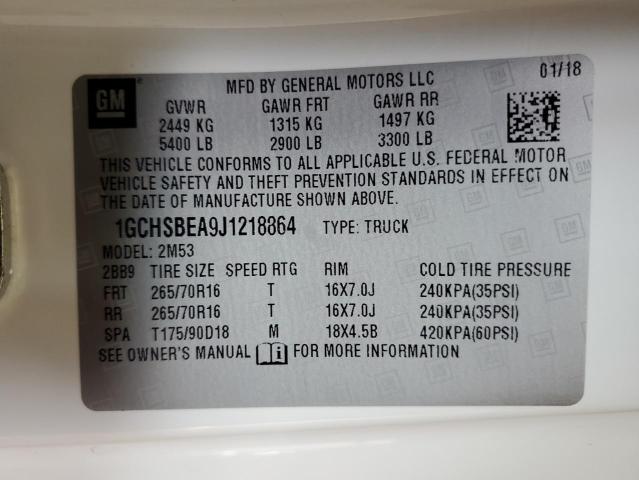 GM
MFD BY GENERAL MOTORS LLC 01/18
GVWR GAWR FRT GAWR RR
2449 KG 1315 KG 1497 KG
5400 LB 2900 LB 3300 LB
THIS VEHICLE CONFORMS TO ALL APPLICABLE U.S. FEDERAL MOTOR
VEHICLE SAFETY AND THEFT PREVENTION STANDARDS IN EFFECT ON
THE DATE OF MANUFACTURE SHOWN ABOVE.
1GCHSBEA9J1218864 TYPE: TRUCK
MODEL: 2M53
2BB9 TIRE SIZE SPEED RTG RIM COLD TIRE PRESSURE
FRT 265/70R16 T 16X7.0J 240KPA(35PSI)
RR 265/70R16 T 16X7.0J 240KPA(35PSI)
SPA T175/90D18 M 18X4.5B 420KPA(60PSI)
SEE OWNER'S MANUAL FOR MORE INFORMATION